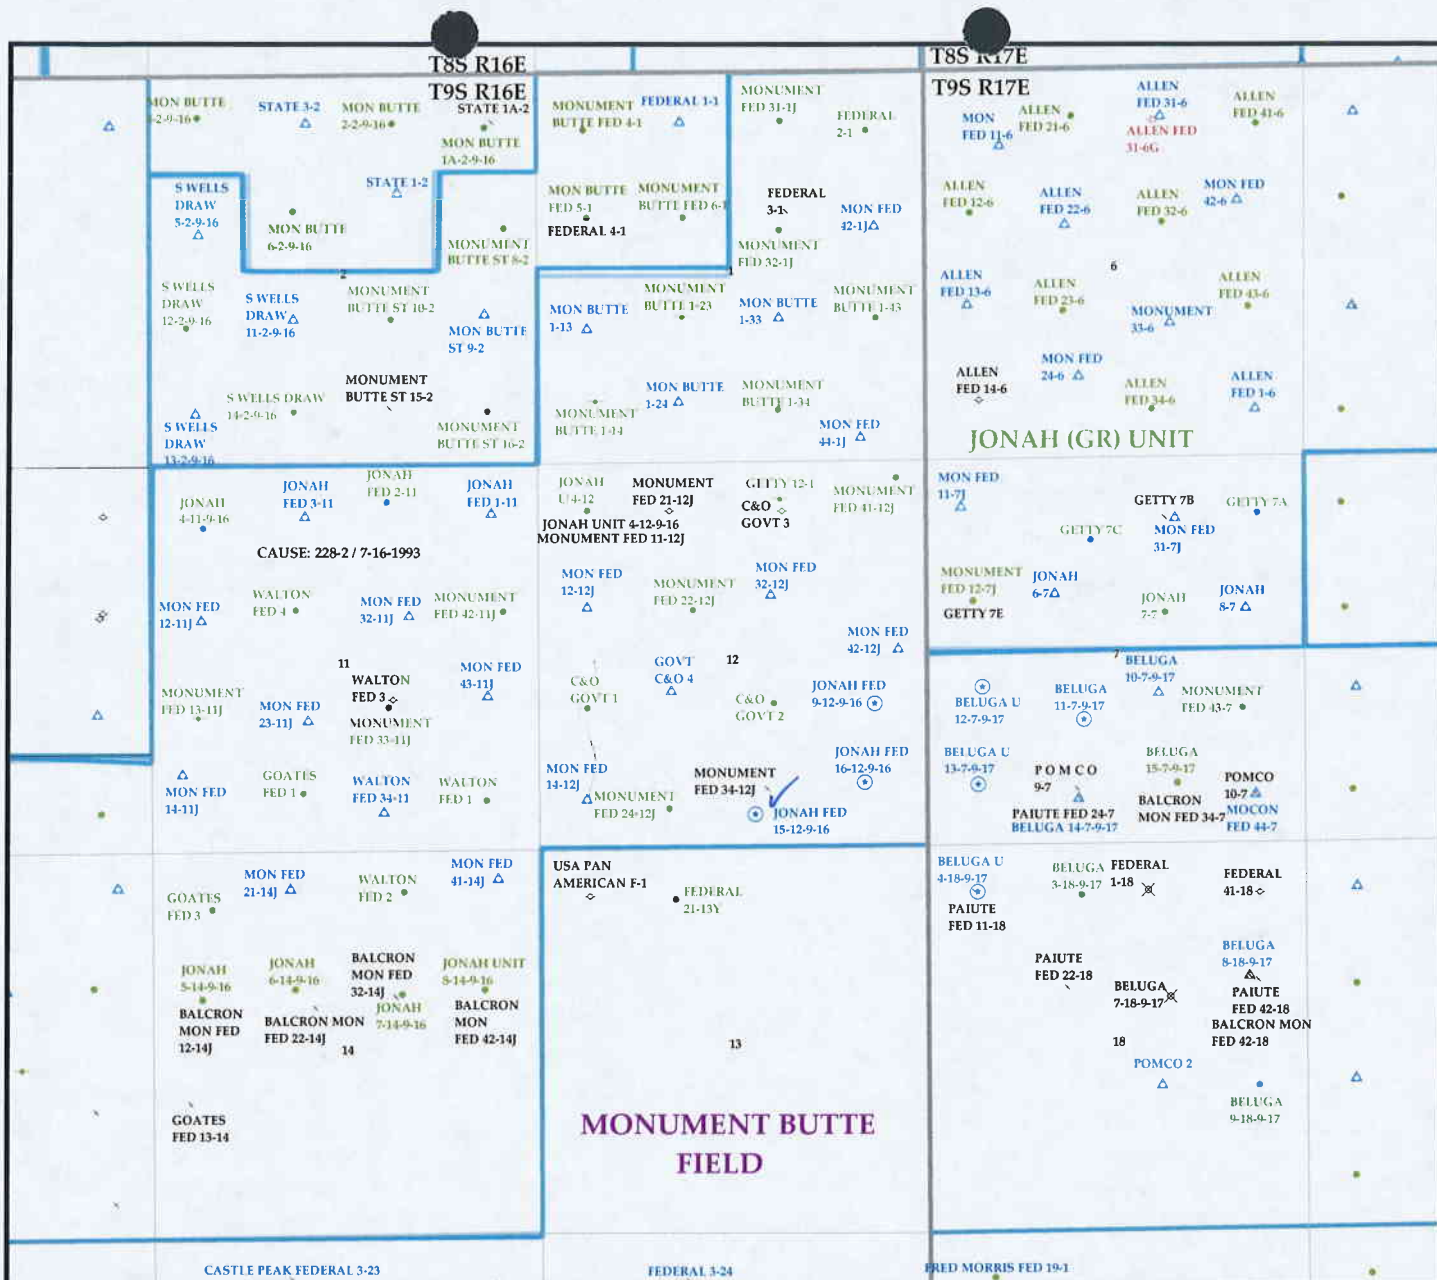 T8S R16E
T8S R17E
T9S R16E
T9S R17E
MON BUTTE
STATE 3-2
MON BUTTE
2-2-9-16
STATE 1A-2
MON BUTTE
1A-2-9-16
MONUMENT
BUTTE FED 4-1
FEDERAL 1-1
MONUMENT
FED 31-1J
FEDERAL
2-1
MON
FED 11-6
ALLEN
FED 21-6
ALLEN
FED 31-6
ALLEN FED
31-6G
ALLEN
FED 41-6
S WELLS
DRAW
5-2-9-16
STATE 1-2
MON BUTTE
6-2-9-16
MONUMENT
BUTTE ST 8-2
MON BUTTE
FED 5-1
FEDERAL 4-1
MONUMENT
BUTTE FED 6-1
FEDERAL
3-1
MONUMENT
FED 32-1J
MON FED
42-1J
ALLEN
FED 12-6
ALLEN
FED 22-6
ALLEN
FED 32-6
MON FED
42-6
2
1
6
S WELLS
DRAW
12-2-9-16
S WELLS
DRAW
11-2-9-16
MONUMENT
BUTTE ST 10-2
MON BUTTE
ST 9-2
MON BUTTE
1-13
MONUMENT
BUTTE 1-23
MON BUTTE
1-33
MONUMENT
BUTTE 1-43
ALLEN
FED 13-6
ALLEN
FED 23-6
MONUMENT
33-6
ALLEN
FED 43-6
S WELLS
DRAW
13-2-9-16
S WELLS DRAW
14-2-9-16
MONUMENT
BUTTE ST 15-2
MONUMENT
BUTTE ST 16-2
MONUMENT
BUTTE 1-14
MON BUTTE
1-24
MONUMENT
BUTTE 1-34
MON FED
44-1J
ALLEN
FED 14-6
MON FED
24-6
ALLEN
FED 34-6
ALLEN
FED 1-6
JONAH (GR) UNIT
JONAH
4-11-9-16
JONAH
FED 3-11
JONAH
FED 2-11
JONAH
FED 1-11
CAUSE: 228-2 / 7-16-1993
JONAH
U 4-12
JONAH UNIT 4-12-9-16
MONUMENT FED 11-12J
MONUMENT
FED 21-12J
GETTY 12-1
C&O
GOVT 3
MONUMENT
FED 41-12J
MON FED
11-7J
GETTY 7C
GETTY 7B
MON FED
31-7J
GETTY 7A
MON FED
12-11J
WALTON
FED 4
MON FED
32-11J
MONUMENT
FED 42-11J
MON FED
12-12J
MONUMENT
FED 22-12J
MON FED
32-12J
MON FED
42-12J
MONUMENT
FED 12-7J
GETTY 7E
JONAH
6-7
JONAH
7-7
JONAH
8-7
11
12
7
MONUMENT
FED 13-11J
MON FED
23-11J
WALTON
FED 3
MONUMENT
FED 33-11J
MON FED
43-11J
C&O
GOVT 1
GOVT
C&O 4
C&O
GOVT 2
JONAH FED
9-12-9-16
BELUGA U
12-7-9-17
BELUGA
11-7-9-17
BELUGA
10-7-9-17
MONUMENT
FED 43-7
MON FED
14-11J
GOATES
FED 1
WALTON
FED 34-11
WALTON
FED 1
MON FED
14-12J
MONUMENT
FED 24-12J
MONUMENT
FED 34-12J
JONAH FED
15-12-9-16
JONAH FED
16-12-9-16
BELUGA U
13-7-9-17
POMCO
9-7
PAIUTE FED 24-7
BELUGA 14-7-9-17
BELUGA
15-7-9-17
BALCRON
MON FED 34-7
POMCO
10-7
MOCON
FED 44-7
GOATES
FED 3
MON FED
21-14J
WALTON
FED 2
MON FED
41-14J
USA PAN
AMERICAN F-1
FEDERAL
21-13Y
BELUGA U
4-18-9-17
PAIUTE
FED 11-18
BELUGA
3-18-9-17
FEDERAL
1-18
FEDERAL
41-18
JONAH
5-14-9-16
BALCRON
MON FED
12-14J
JONAH
6-14-9-16
BALCRON MON
FED 22-14J
BALCRON
MON FED
32-14J
JONAH
7-14-9-16
JONAH UNIT
8-14-9-16
BALCRON
MON
FED 42-14J
PAIUTE
FED 22-18
BELUGA
7-18-9-17
BELUGA
8-18-9-17
PAIUTE
FED 42-18
BALCRON MON
FED 42-18
14
13
18
POMCO 2
BELUGA
9-18-9-17
GOATES
FED 13-14
MONUMENT BUTTE
FIELD
CASTLE PEAK FEDERAL 3-23
FEDERAL 3-24
FRED MORRIS FED 19-1